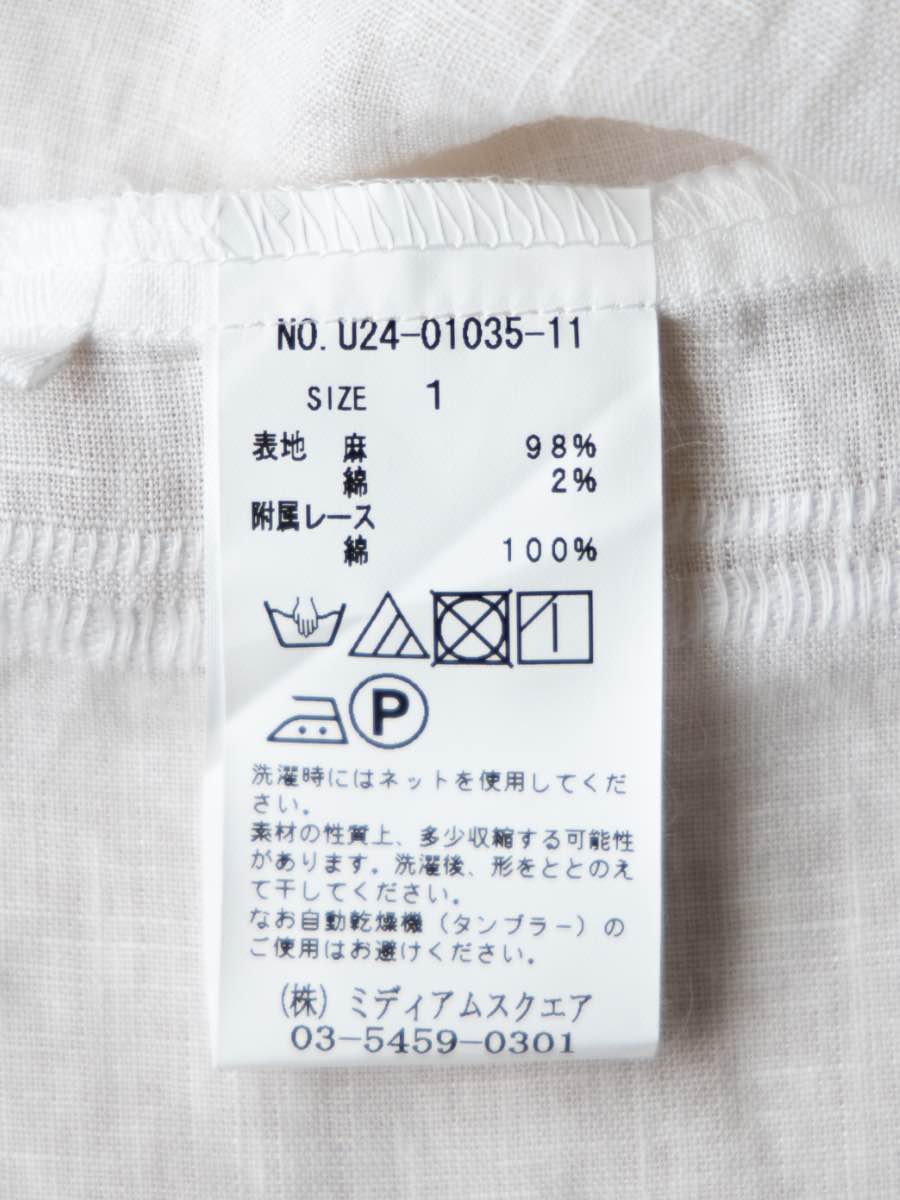 NO. U24-01035-11
SIZE 1
表地 麻 98%
綿 2%
附属レース
綿 100%
P
洗濯時にはネットを使用してくだ
さい。
素材の性質上、多少収縮する可能性
があります。洗濯後、形をととのえ
て干してください。
なお自動乾燥機(タンブラー)の
ご使用はお避けください。
(株)ミディアムスクエア
03-5459-0301